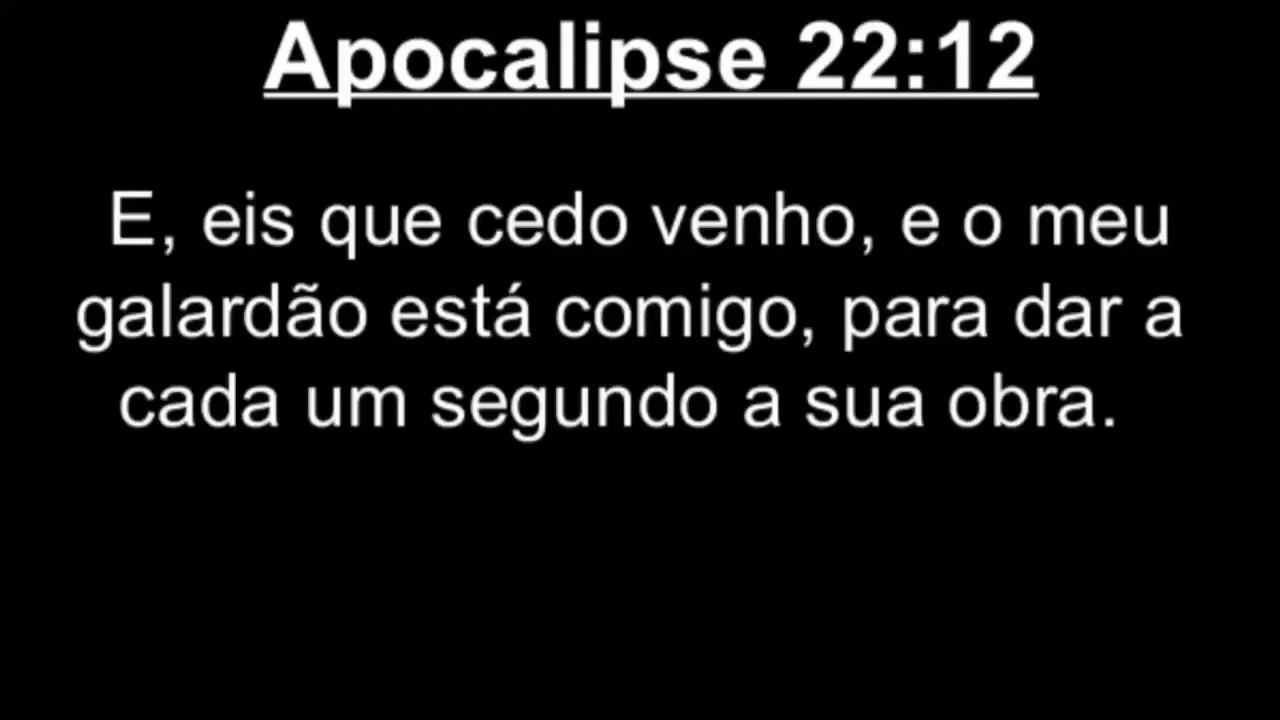 Apocalipse 22:12
E, eis que cedo venho, e o meu
galardão está comigo, para dar a
cada um segundo a sua obra.